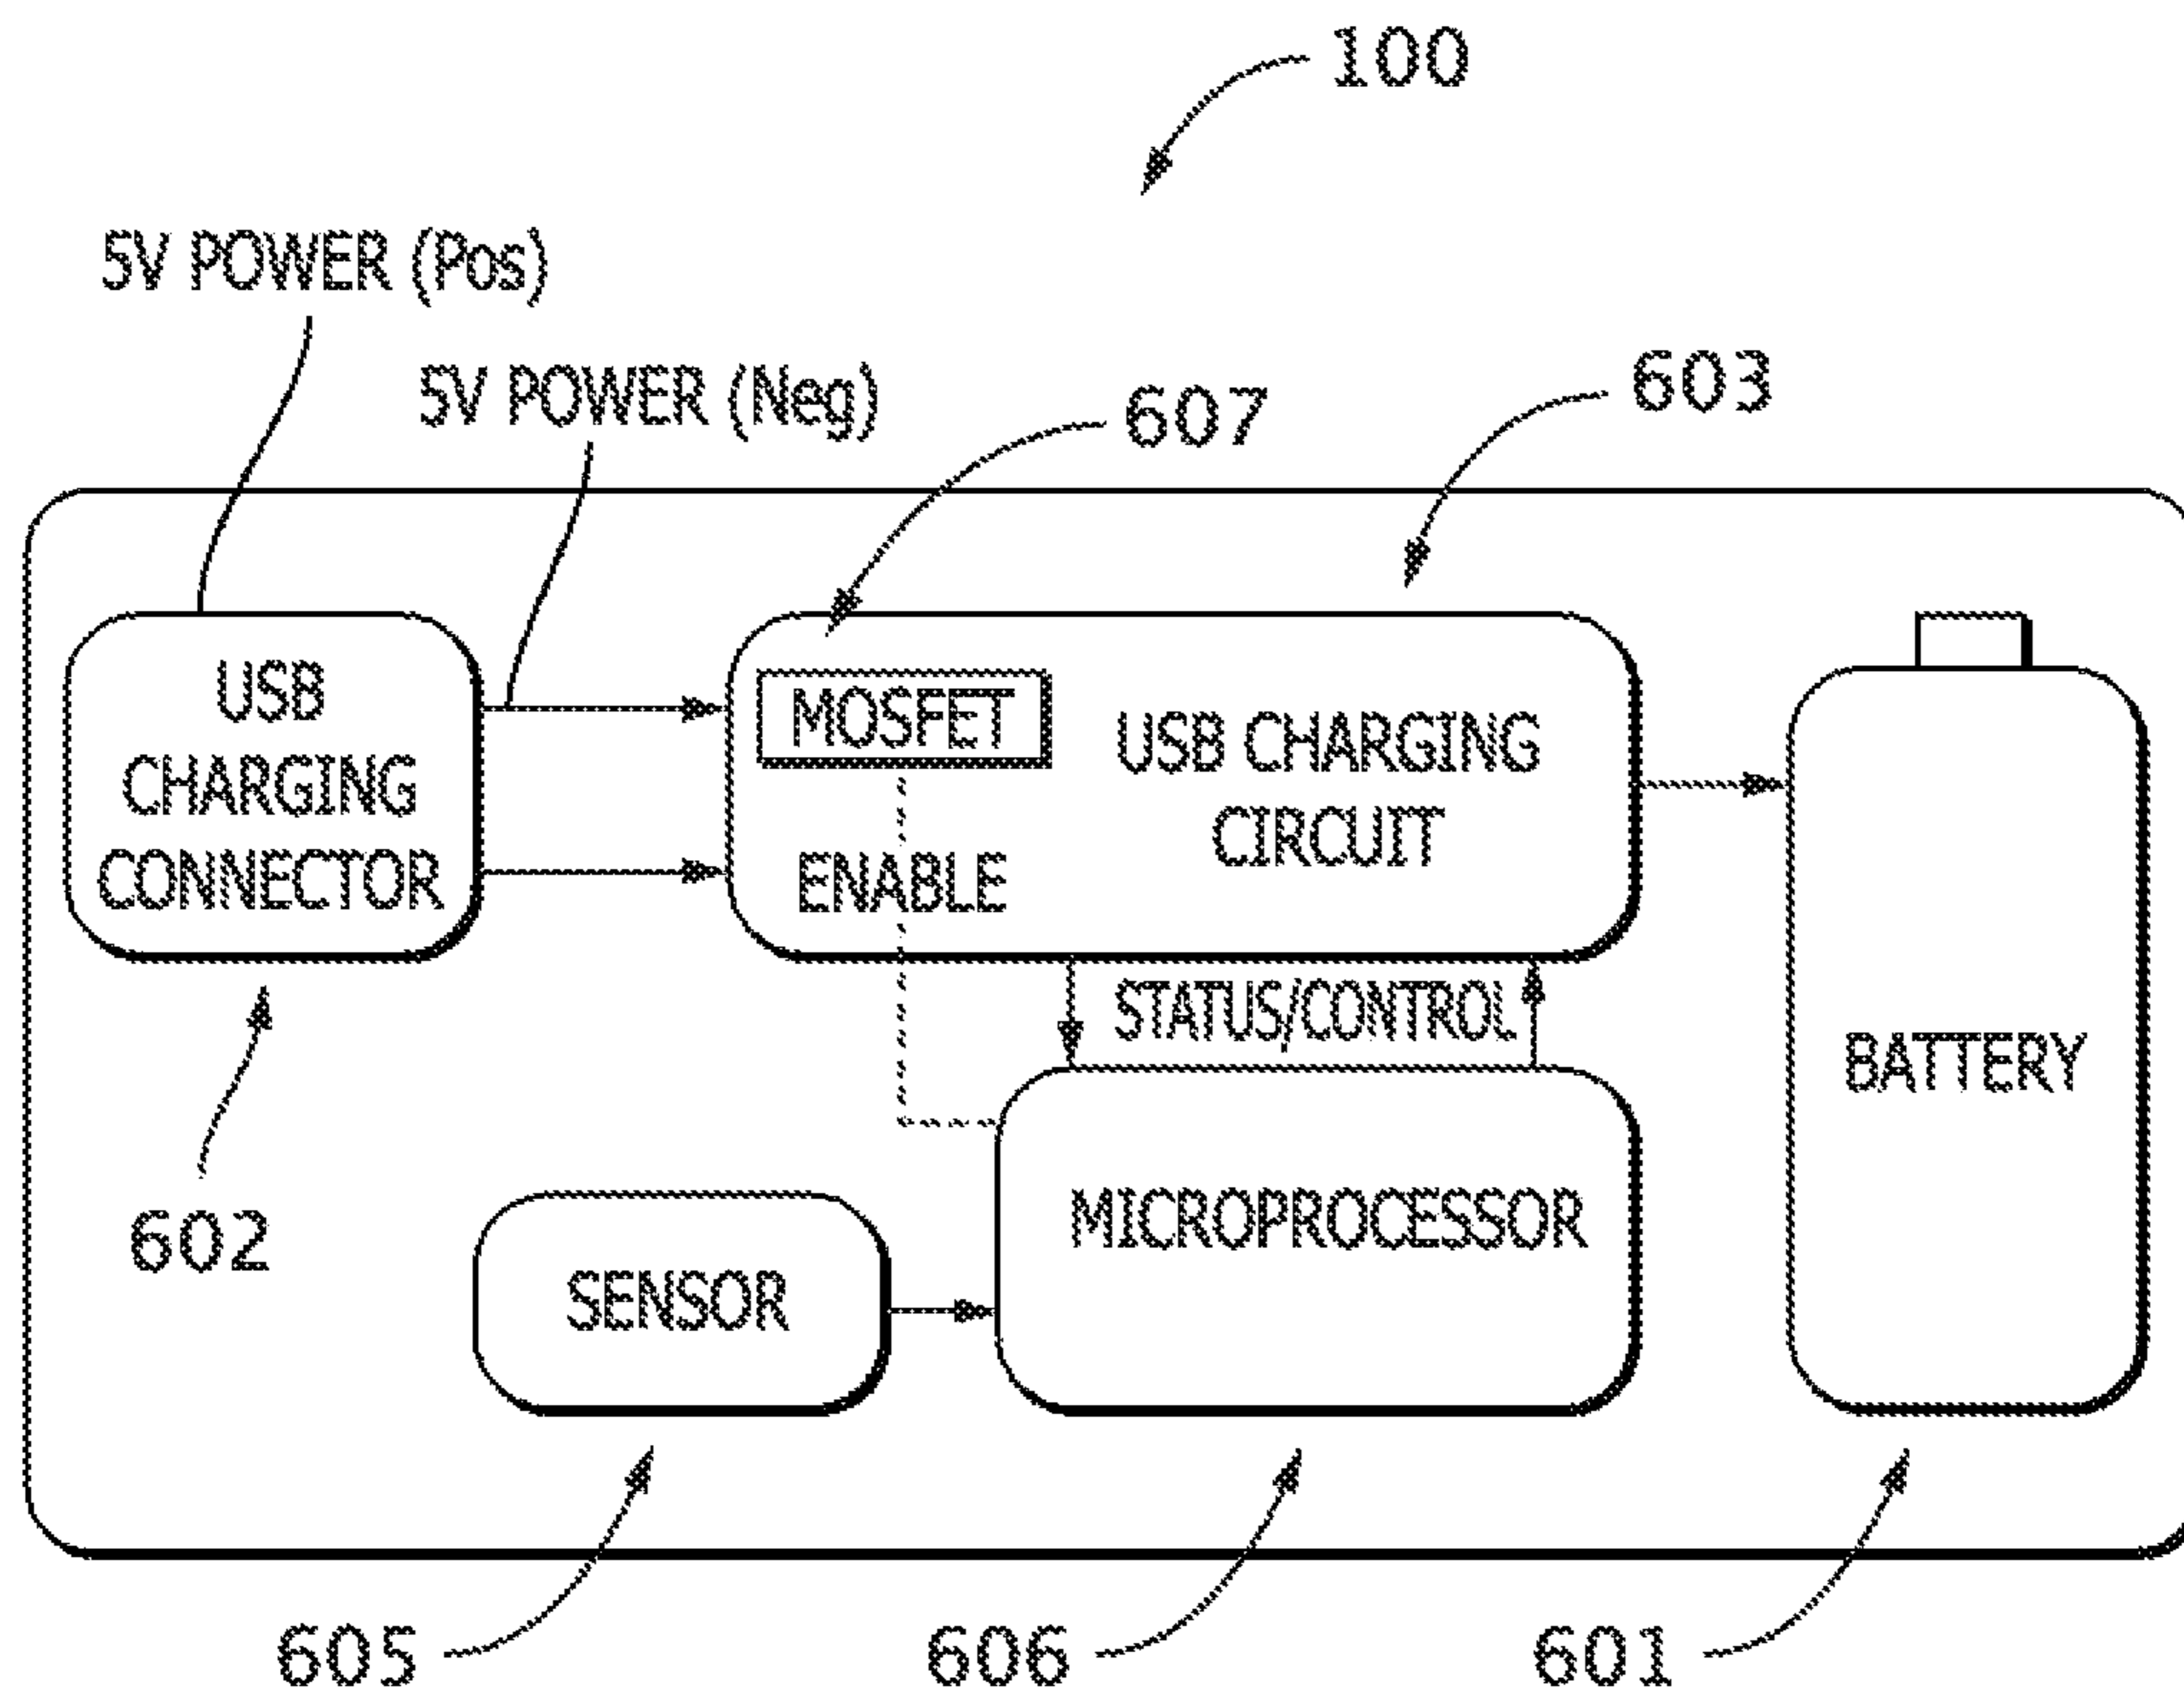 100
5V POWER (Pos)
5V POWER (Neg)
607
603
USB
CHARGING
CONNECTOR
MOSFET
ENABLE
USB CHARGING
CIRCUIT
STATUS/CONTROL
BATTERY
MICROPROCESSOR
SENSOR
602
605
606
601